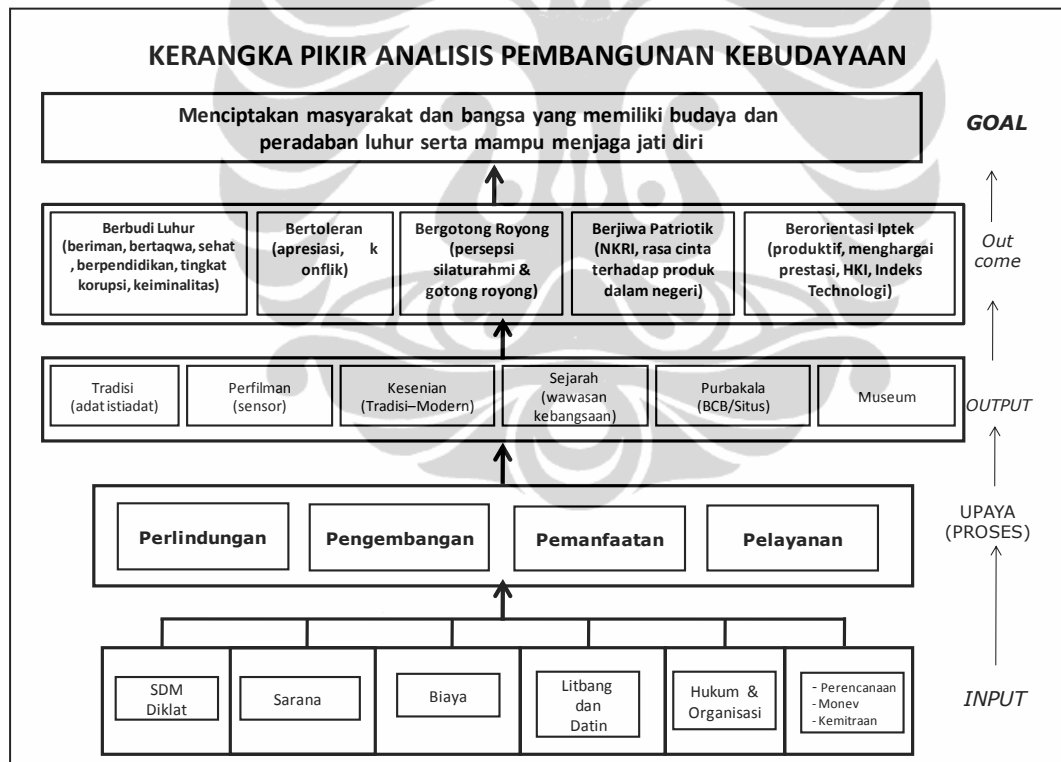 KERANGKA PIKIR ANALISIS PEMBANGUNAN KEBUDAYAAN
Menciptakan masyarakat dan bangsa yang memiliki budaya dan
peradaban luhur serta mampu menjaga jati diri
GOAL
Berbudi Luhur
(beriman, bertaqwa, sehat
, berpendidikan, tingkat
korupsi, keiminalitas)
Bertoleran
(apresiasi, k
onflik)
Bergotong Royong
(persepsi
silaturahmi &
gotong royong)
Berjiwa Patriotik
(NKRI, rasa cinta
terhadap produk
dalam negeri)
Berorientasi Iptek
(produktif, menghargai
prestasi, HKI, Indeks
Technologi)
Out
come
Tradisi
(adat istiadat)
Perfilman
(sensor)
Kesenian
(Tradisi–Modern)
Sejarah
(wawasan
kebangsaan)
Purbakala
(BCB/Situs)
Museum
OUTPUT
Perlindungan
Pengembangan
Pemanfaatan
Pelayanan
UPAYA
(PROSES)
SDM
Diklat
Sarana
Biaya
Litbang
dan
Datin
Hukum &
Organisasi
- Perencanaan
- Monev
- Kemitraan
INPUT